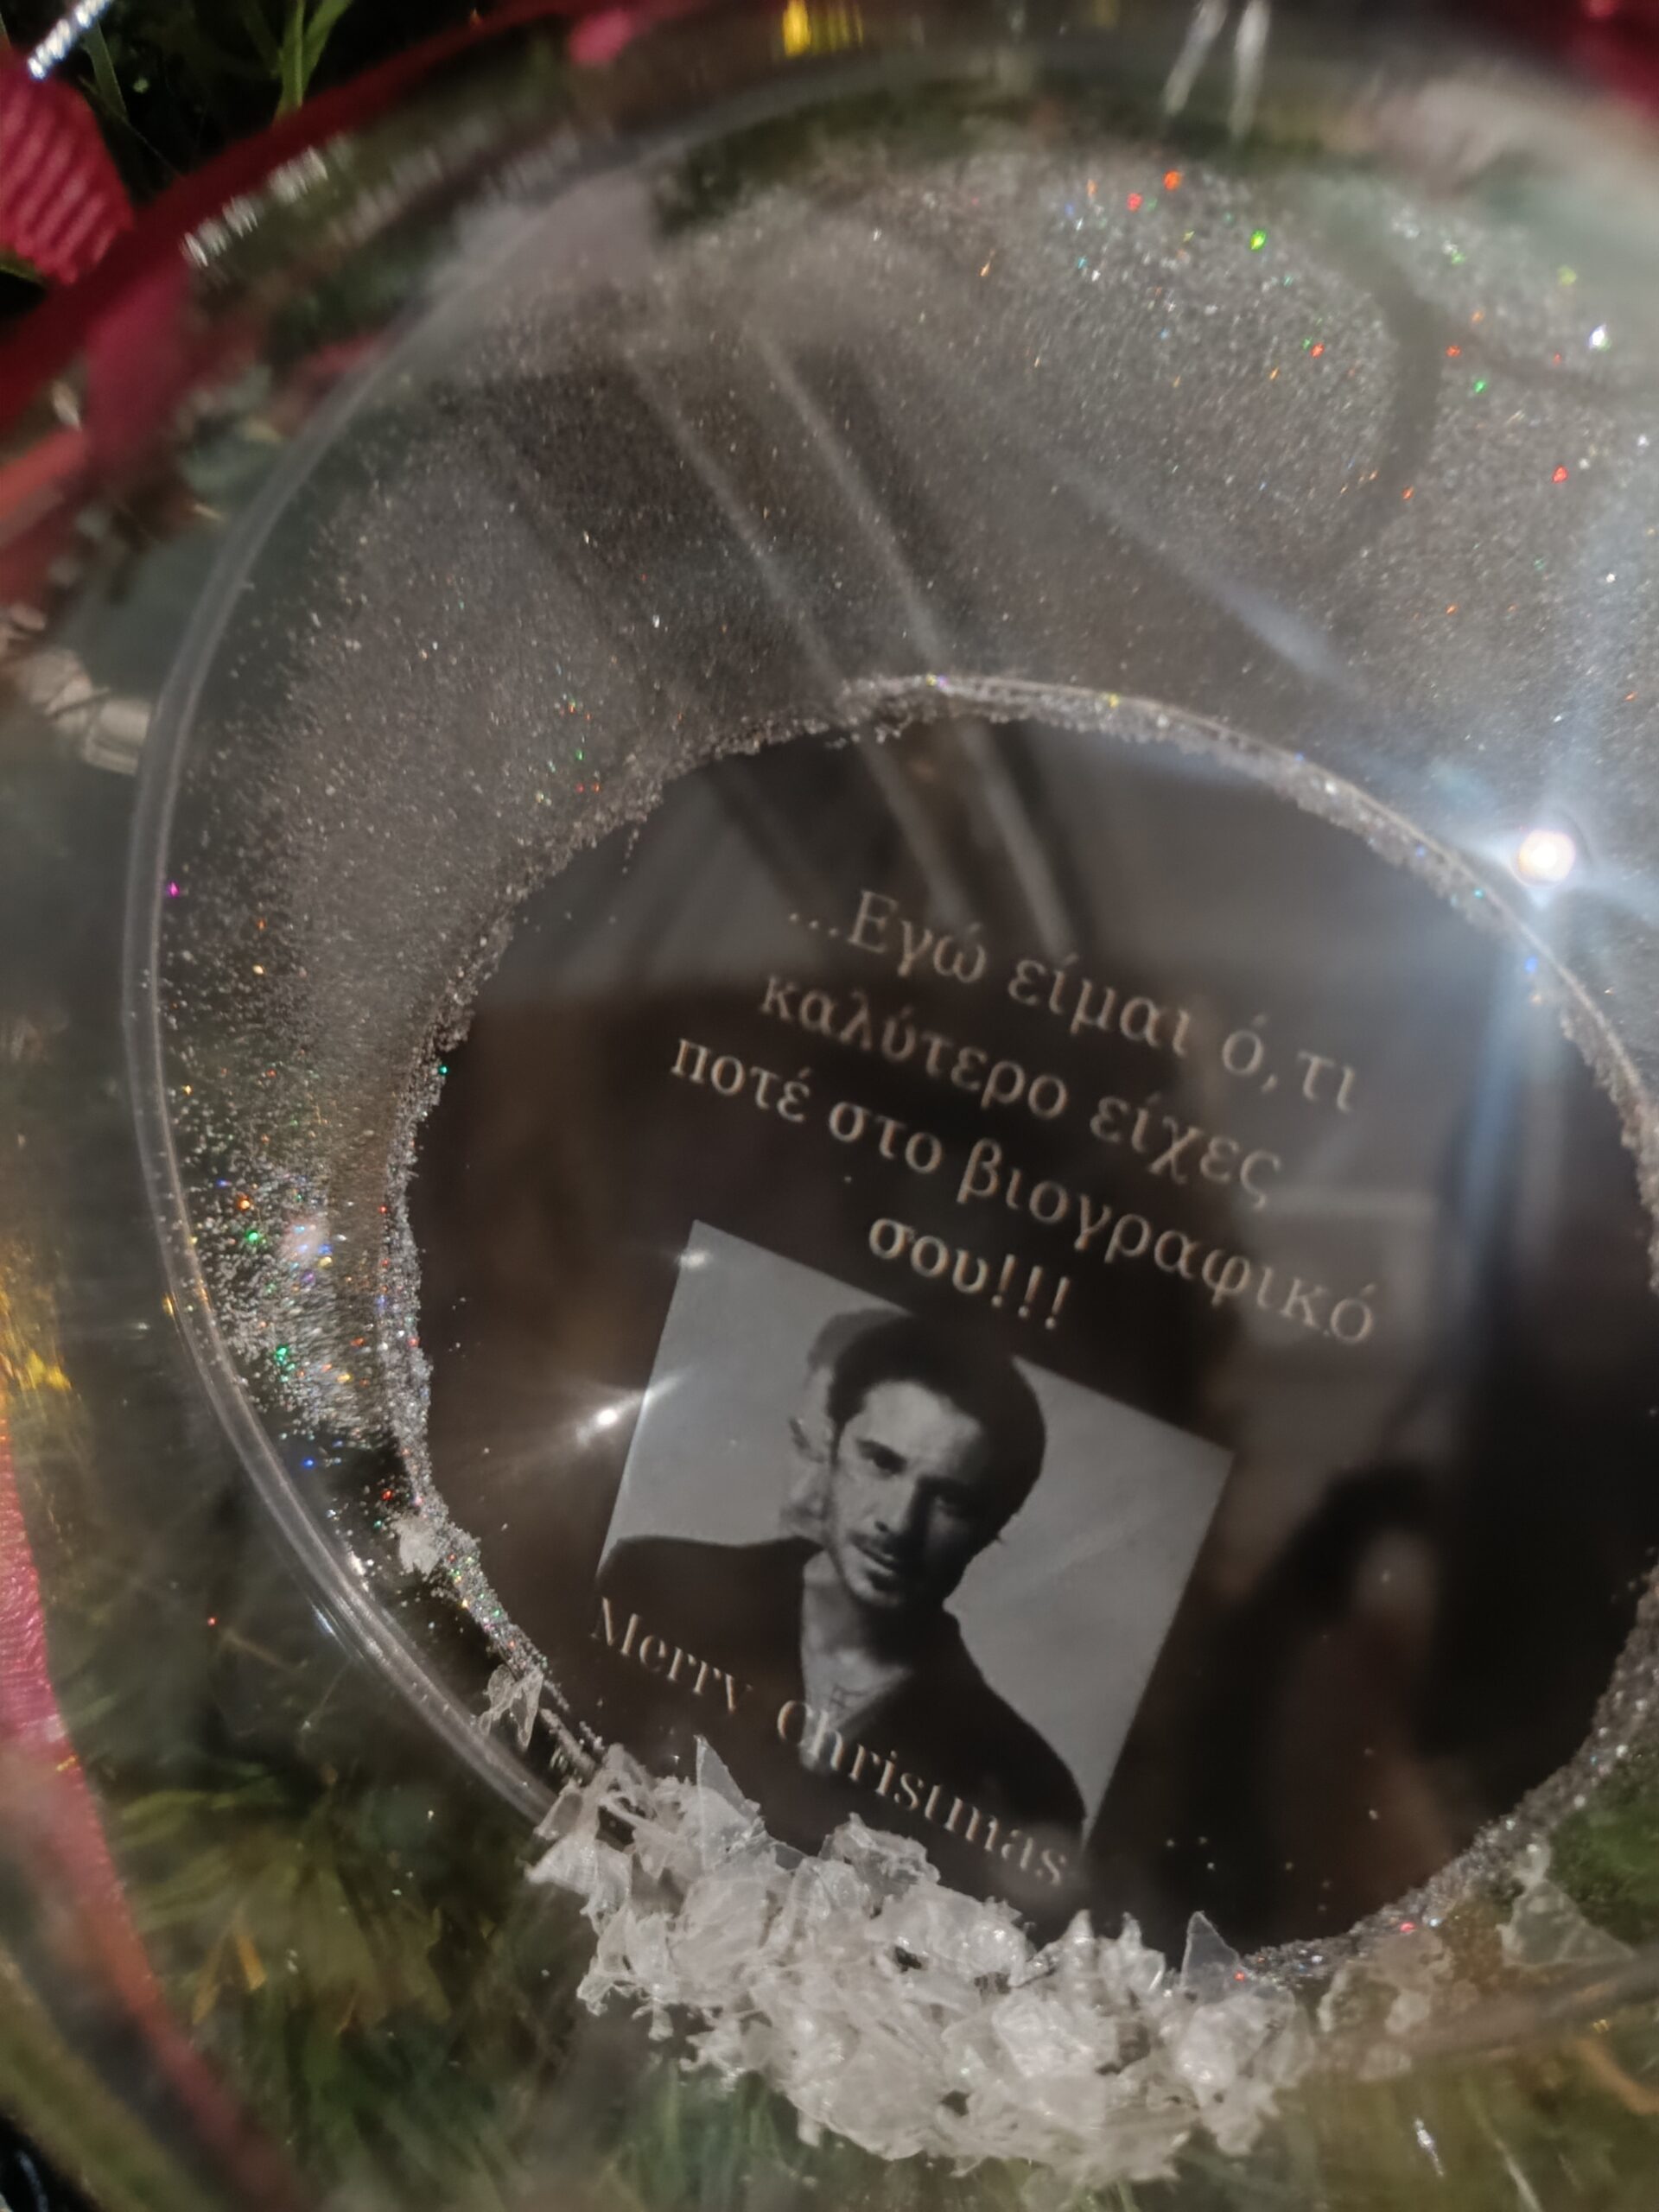 ...Εγώ είμαι ό,τι
καλύτερο είχες
ποτέ στο βιογραφικό
σου!!!
Merry Christmas